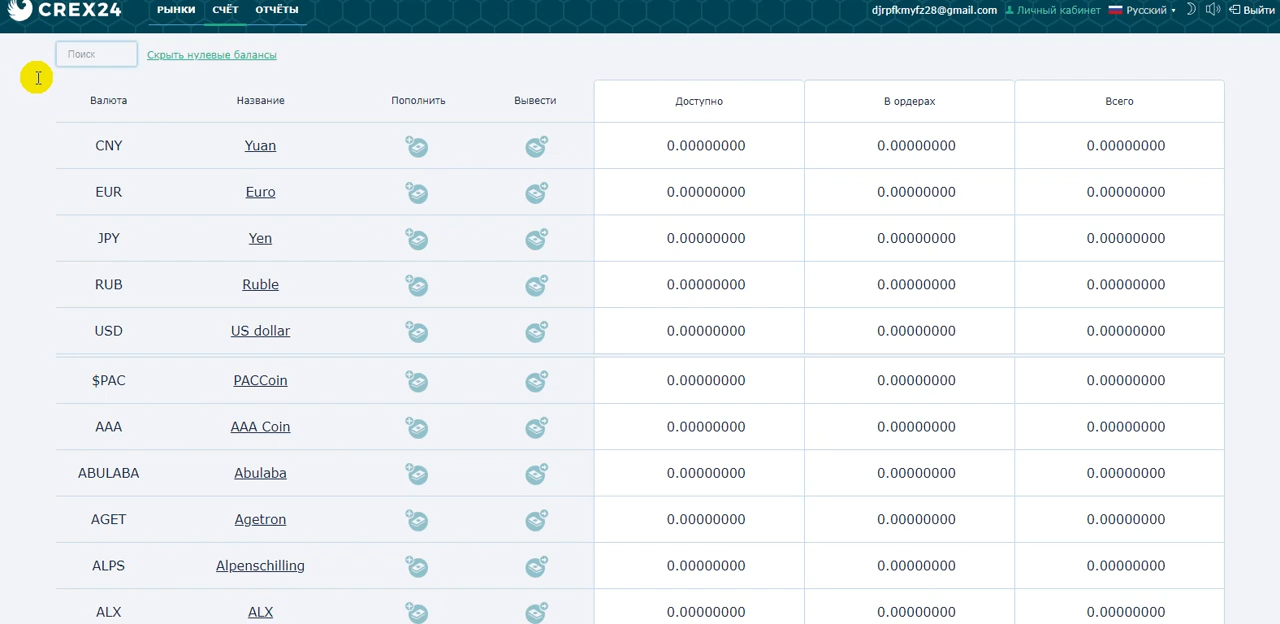 CREX24 РЫНКИ СЧЁТ ОТЧЁТЫ djrpfkmyfz28@gmail.com Личный кабинет Русский Выйти
Поиск Скрыть нулевые балансы
Валюта Название Пополнить Вывести Доступно В ордерах Всего
CNY Yuan 0.00000000 0.00000000 0.00000000
EUR Euro 0.00000000 0.00000000 0.00000000
JPY Yen 0.00000000 0.00000000 0.00000000
RUB Ruble 0.00000000 0.00000000 0.00000000
USD US dollar 0.00000000 0.00000000 0.00000000
$PAC PACCoin 0.00000000 0.00000000 0.00000000
AAA AAA Coin 0.00000000 0.00000000 0.00000000
ABULABA Abulaba 0.00000000 0.00000000 0.00000000
AGET Agetron 0.00000000 0.00000000 0.00000000
ALPS Alpenschilling 0.00000000 0.00000000 0.00000000
ALX ALX 0.00000000 0.00000000 0.00000000